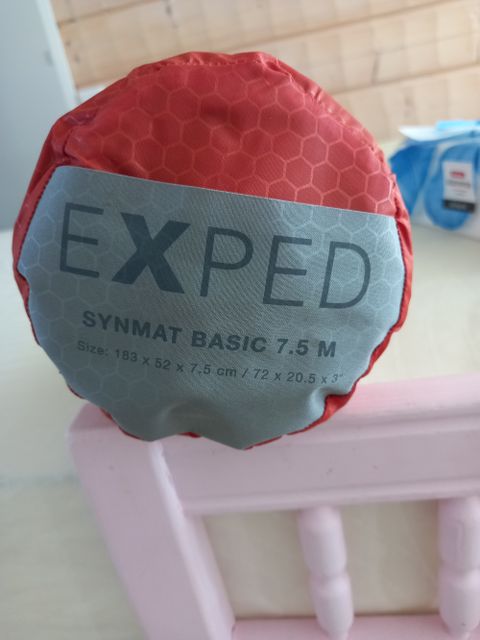 EXPED
SYNMAT BASIC 7.5 M
Size: 183 x 52 x 7.5 cm / 72 x 20.5 x 3"